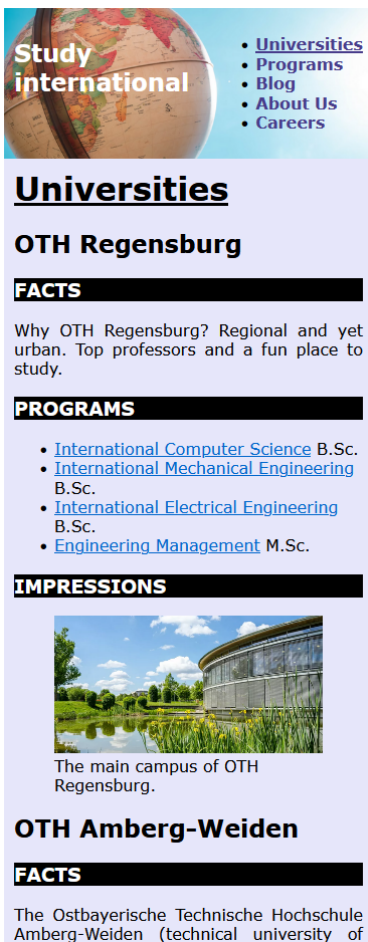 Study
international
Universities
Programs
Blog
About Us
Careers
Universities
OTH Regensburg
FACTS
Why OTH Regensburg? Regional and yet
urban. Top professors and a fun place to
study.
PROGRAMS
International Computer Science B.Sc.
International Mechanical Engineering
B.Sc.
International Electrical Engineering
B.Sc.
Engineering Management M.Sc.
IMPRESSIONS
The main campus of OTH
Regensburg.
OTH Amberg-Weiden
FACTS
The Ostbayerische Technische Hochschule
Amberg-Weiden (technical university of